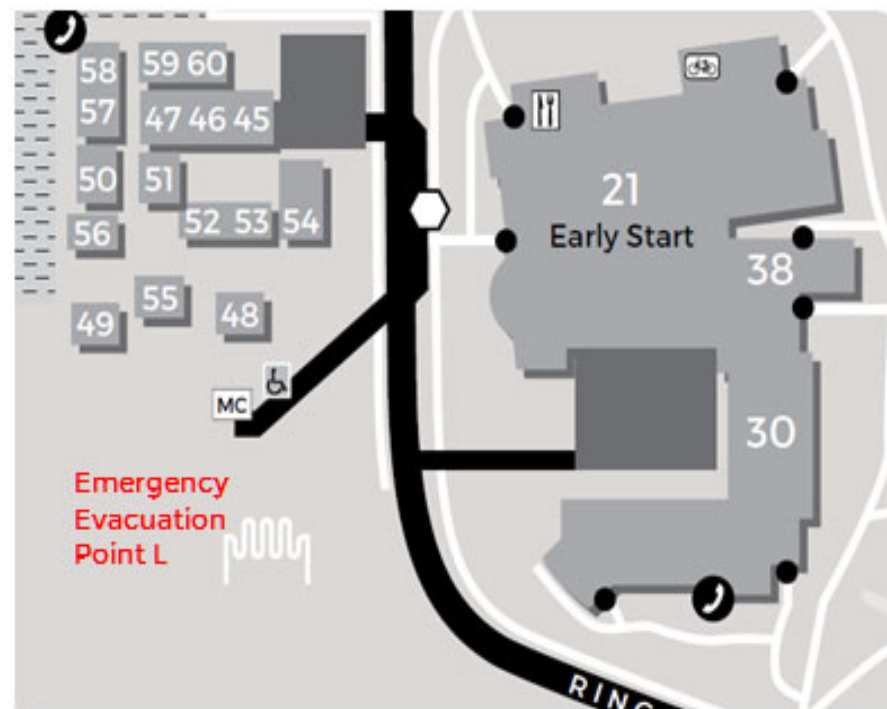 58
59 60
57
47 46 45
50
51
21
56
52 53 54
Early Start
38
55
49
48
MC
30
Emergency
Evacuation
Point L
RING